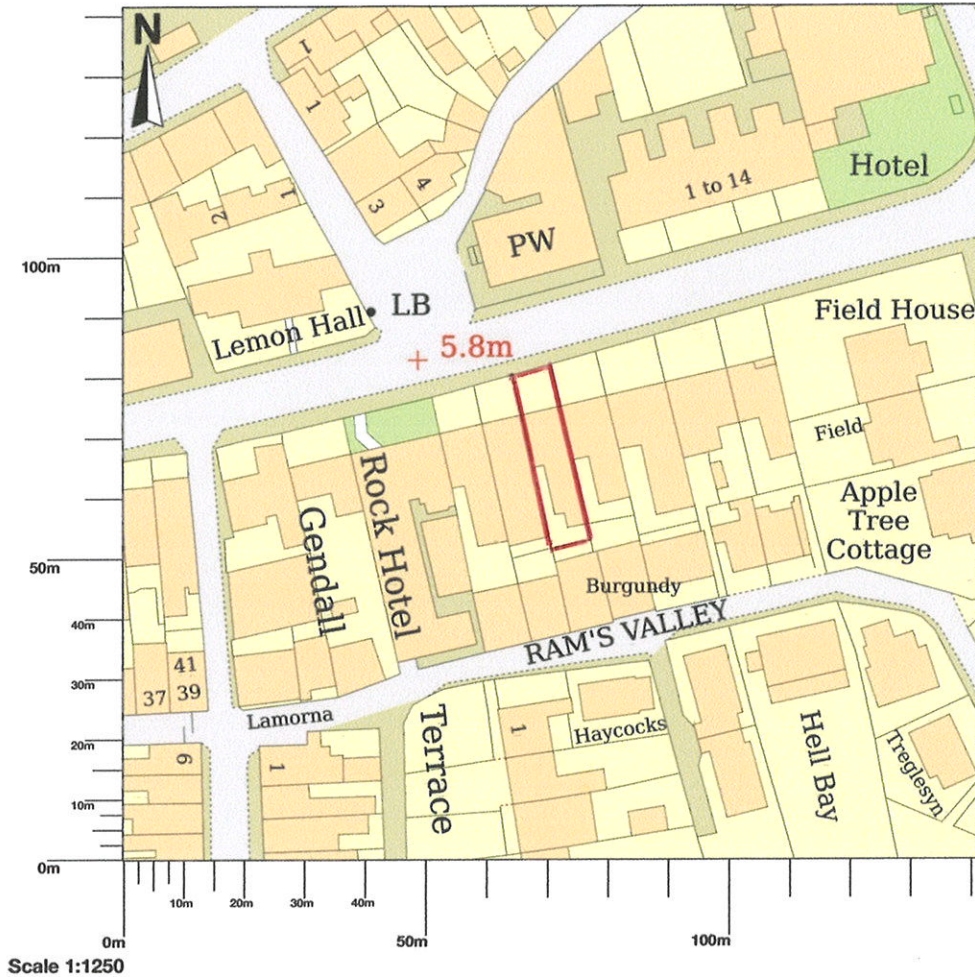 N
1
1
3
4
2
1
PW
1 to 14
Hotel
100m
LB
Lemon Hall
5.8m
Field House
Field
Rock Hotel
Gendall
Apple
Tree
Cottage
50m
Burgundy
40m
RAM'S VALLEY
41
37
39
30m
Lamorna
Terrace
1
Haycocks
Hell Bay
Treglesyn
20m
9
1
10m
0m
10m
20m
30m
40m
0m
50m
100m
Scale 1:1250